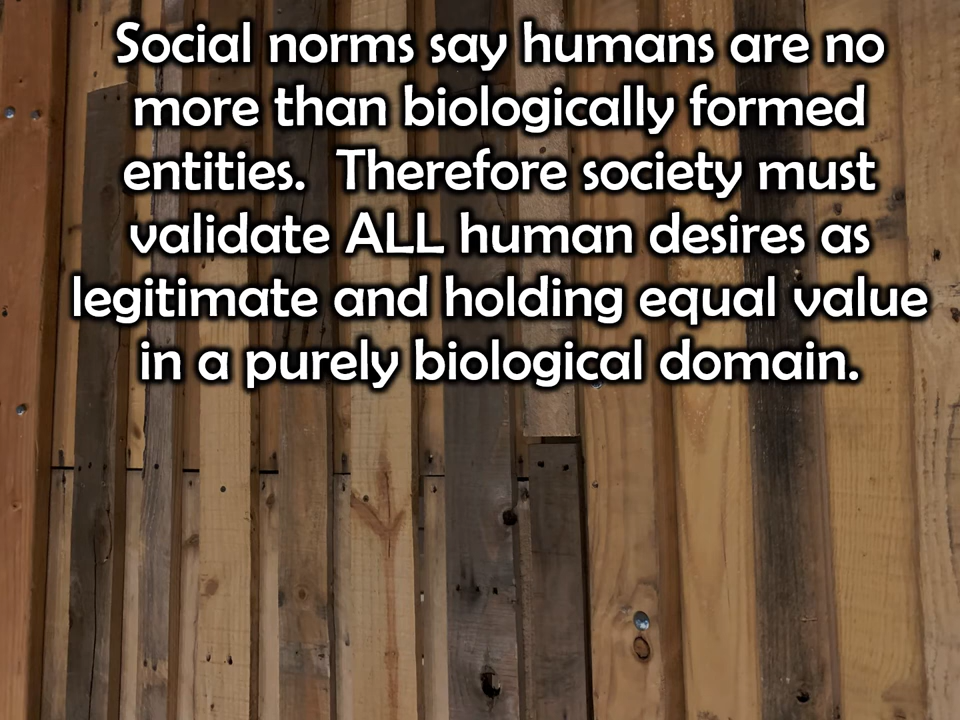 Social norms say humans are no
more than biologically formed
entities.  Therefore society must
validate ALL human desires as
legitimate and holding equal value
in a purely biological domain.